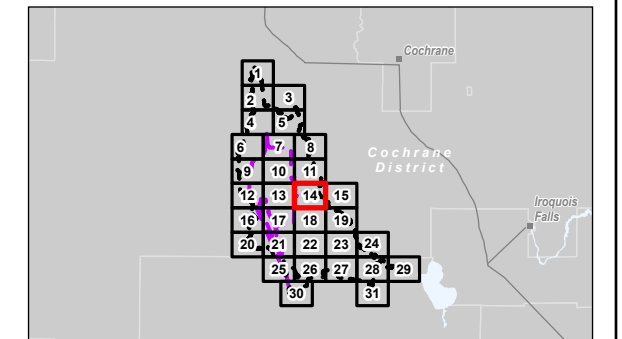 Cochrane
1
2 3
4 5
6 7 8
Cochrane
District
9 10 11
12 13 14 15
Iroquois
Falls
16 17 18 19
20 21 22 23 24
25 26 27 28 29
30 31